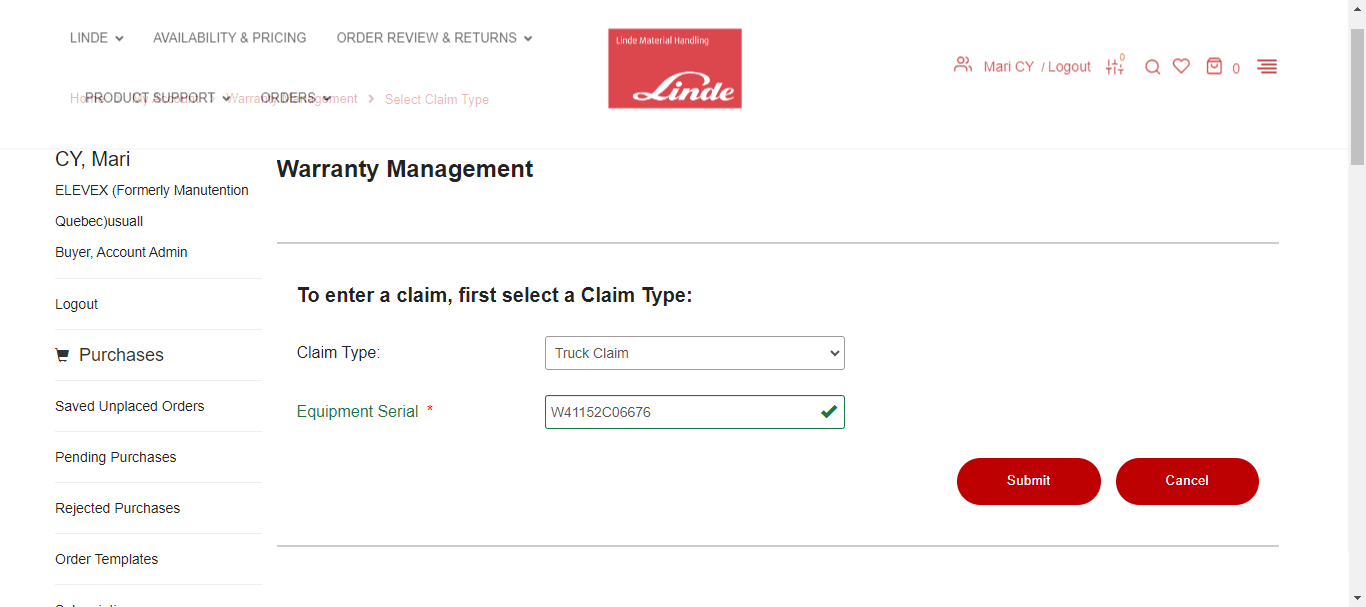 LINDE AVAILABILITY & PRICING ORDER REVIEW & RETURNS
Linde Material Handling
Linde
Mari CY / Logout 0 0
PRODUCT SUPPORT ORDERS
Home My Account Warranty Management Select Claim Type
CY, Mari
ELEVEX (Formerly Manutention
Quebec)usuall
Buyer, Account Admin
Logout
Purchases
Saved Unplaced Orders
Pending Purchases
Rejected Purchases
Order Templates
Warranty Management
To enter a claim, first select a Claim Type:
Claim Type: Truck Claim
Equipment Serial * W41152C06676
Submit Cancel